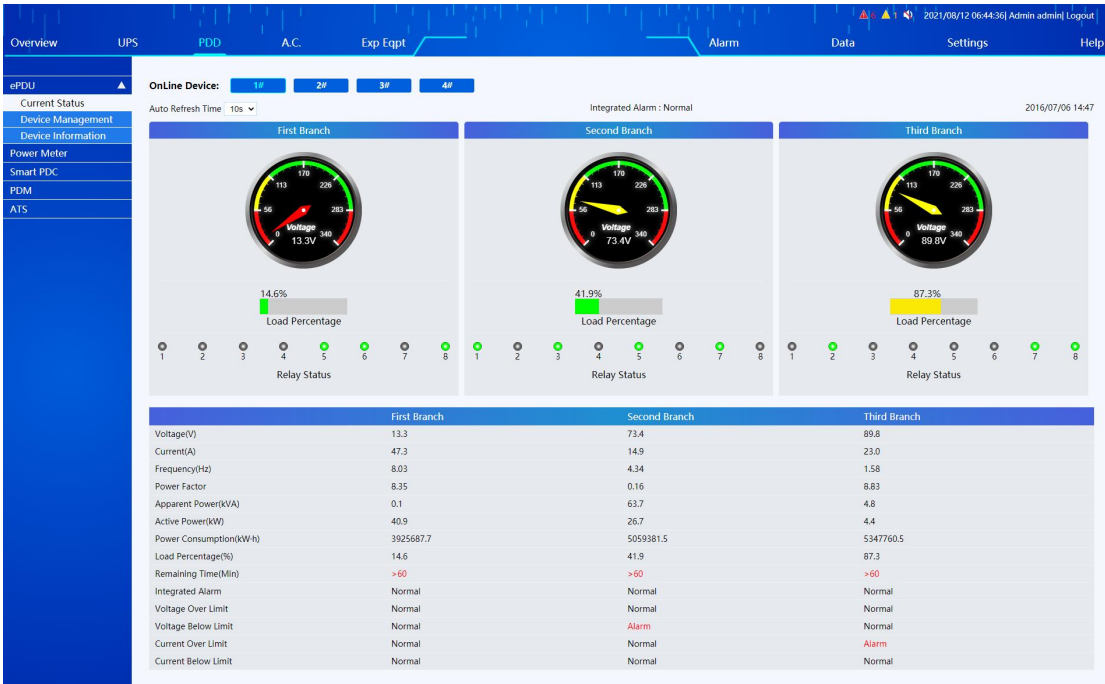 6 1 2021/08/12 06:44:36| Admin admin| Logout
Overview UPS PDD A.C. Exp Eqpt Alarm Data Settings Help
ePDU
Current Status
Device Management
Device Information
Power Meter
Smart PDC
PDM
ATS
OnLine Device: 1# 2# 3# 4#
Auto Refresh Time 10s Integrated Alarm : Normal 2016/07/06 14:47
First Branch Second Branch Third Branch
170 170 170
113 226 113 226 113 226
56 283 56 283 56 283
Voltage Voltage Voltage
0 340 0 340 0 340
13.3V 73.4V 89.8V
14.6% 41.9% 87.3%
Load Percentage Load Percentage Load Percentage
1 2 3 4 5 6 7 8 1 2 3 4 5 6 7 8 1 2 3 4 5 6 7 8
Relay Status Relay Status Relay Status
First Branch Second Branch Third Branch
Voltage(V) 13.3 73.4 89.8
Current(A) 47.3 14.9 23.0
Frequency(Hz) 8.03 4.34 1.58
Power Factor 8.35 0.16 8.83
Apparent Power(kVA) 0.1 63.7 4.8
Active Power(kW) 40.9 26.7 4.4
Power Consumption(kW·h) 3925687.7 5059381.5 5347760.5
Load Percentage(%) 14.6 41.9 87.3
Remaining Time(Min) >60 >60 >60
Integrated Alarm Normal Normal Normal
Voltage Over Limit Normal Normal Normal
Voltage Below Limit Normal Alarm Normal
Current Over Limit Normal Normal Alarm
Current Below Limit Normal Normal Normal